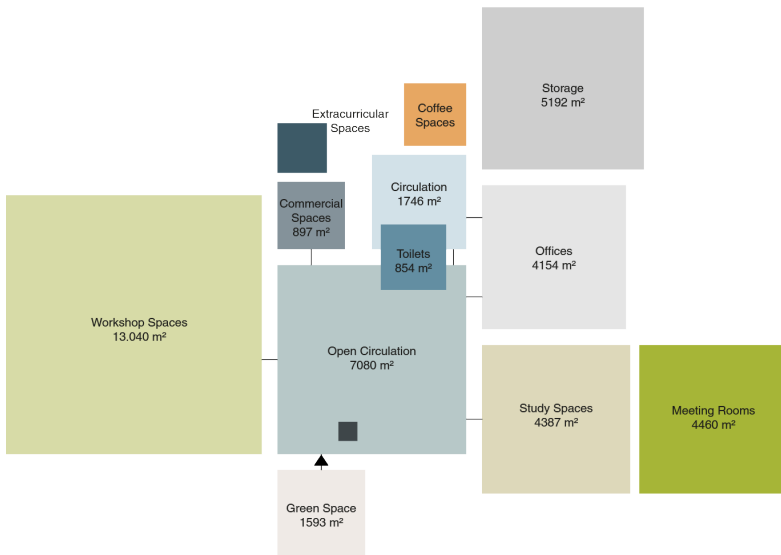 Storage
5192 m²
Coffee
Spaces
Extracurricular
Spaces
Circulation
1746 m²
Commercial
Spaces
897 m²
Toilets
854 m²
Offices
4154 m²
Workshop Spaces
13.040 m²
Open Circulation
7080 m²
Study Spaces
4387 m²
Meeting Rooms
4460 m²
Green Space
1593 m²